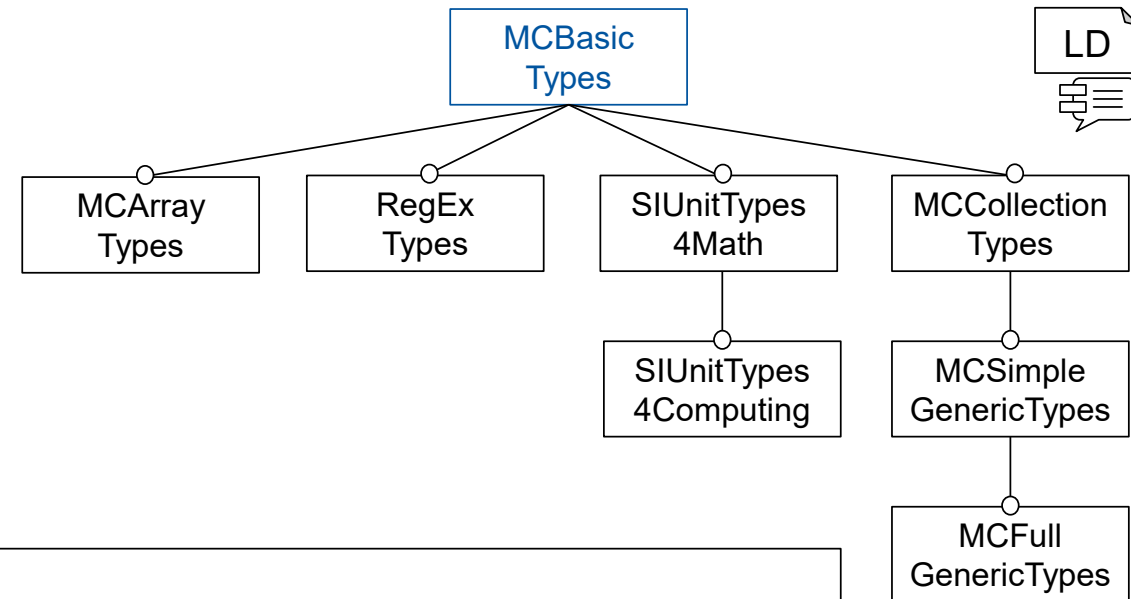 MCBasic
Types
LD
MCArray
Types
RegEx
Types
SIUnitTypes
4Math
MCCollection
Types
SIUnitTypes
4Computing
MCSimple
GenericTypes
MCFull
GenericTypes